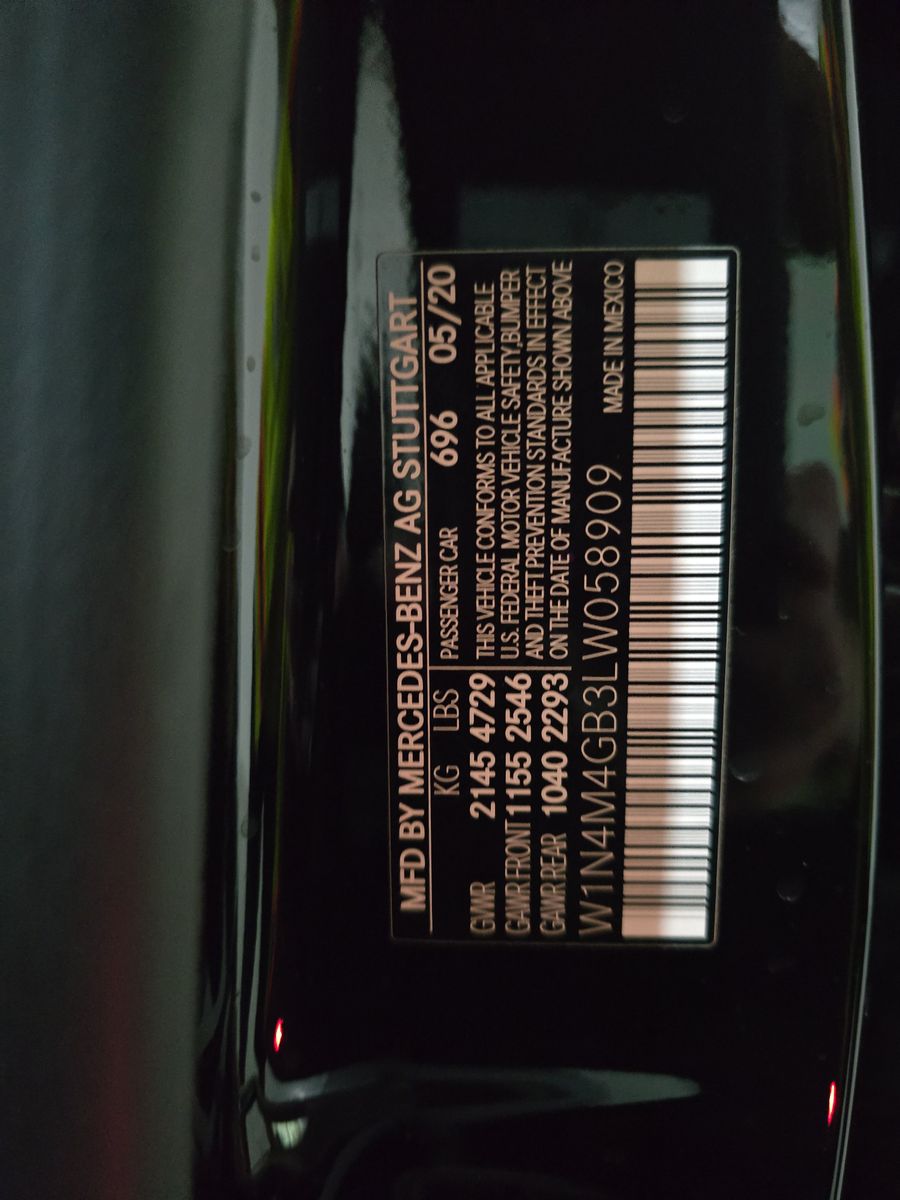 MFD BY MERCEDES-BENZ AG STUTTGART
KG LBS PASSENGER CAR 696 05/20
GVWR 2145 4729
GAWR FRONT 1155 2546
GAWR REAR 1040 2293
THIS VEHICLE CONFORMS TO ALL APPLICABLE
U.S. FEDERAL MOTOR VEHICLE SAFETY,BUMPER
AND THEFT PREVENTION STANDARDS IN EFFECT
ON THE DATE OF MANUFACTURE SHOWN ABOVE
W1N4M4GB3LW058909 MADE IN MEXICO